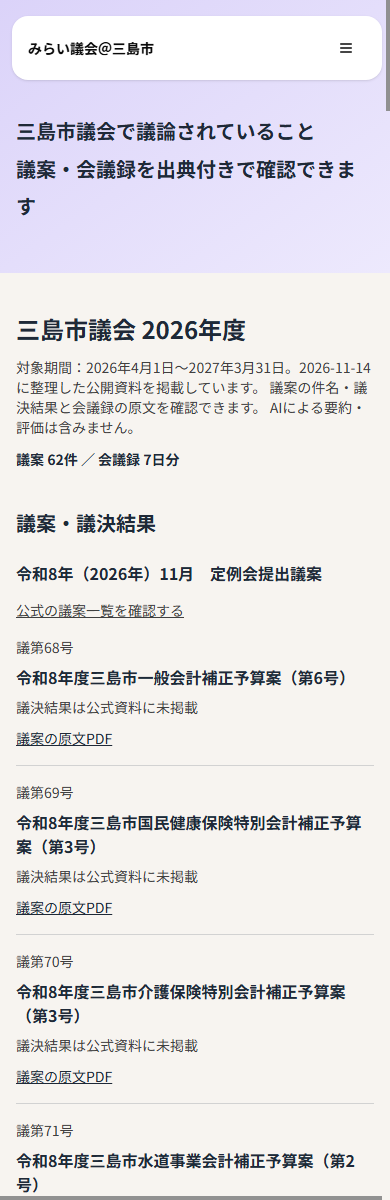 みらい議会＠三島市
三島市議会で議論されていること
議案・会議録を出典付きで確認できま
す
三島市議会 2026年度
対象期間：2026年4月1日〜2027年3月31日。2026-11-14
に整理した公開資料を掲載しています。 議案の件名・議
決結果と会議録の原文を確認できます。 AIによる要約・
評価は含みません。
議案 62件 ／ 会議録 7日分
議案・議決結果
令和8年（2026年）11月　定例会提出議案
公式の議案一覧を確認する
議第68号
令和8年度三島市一般会計補正予算案（第6号）
議決結果は公式資料に未掲載
議案の原文PDF
議第69号
令和8年度三島市国民健康保険特別会計補正予算
案（第3号）
議決結果は公式資料に未掲載
議案の原文PDF
議第70号
令和8年度三島市介護保険特別会計補正予算案
（第3号）
議決結果は公式資料に未掲載
議案の原文PDF
議第71号
令和8年度三島市水道事業会計補正予算案（第2
号）